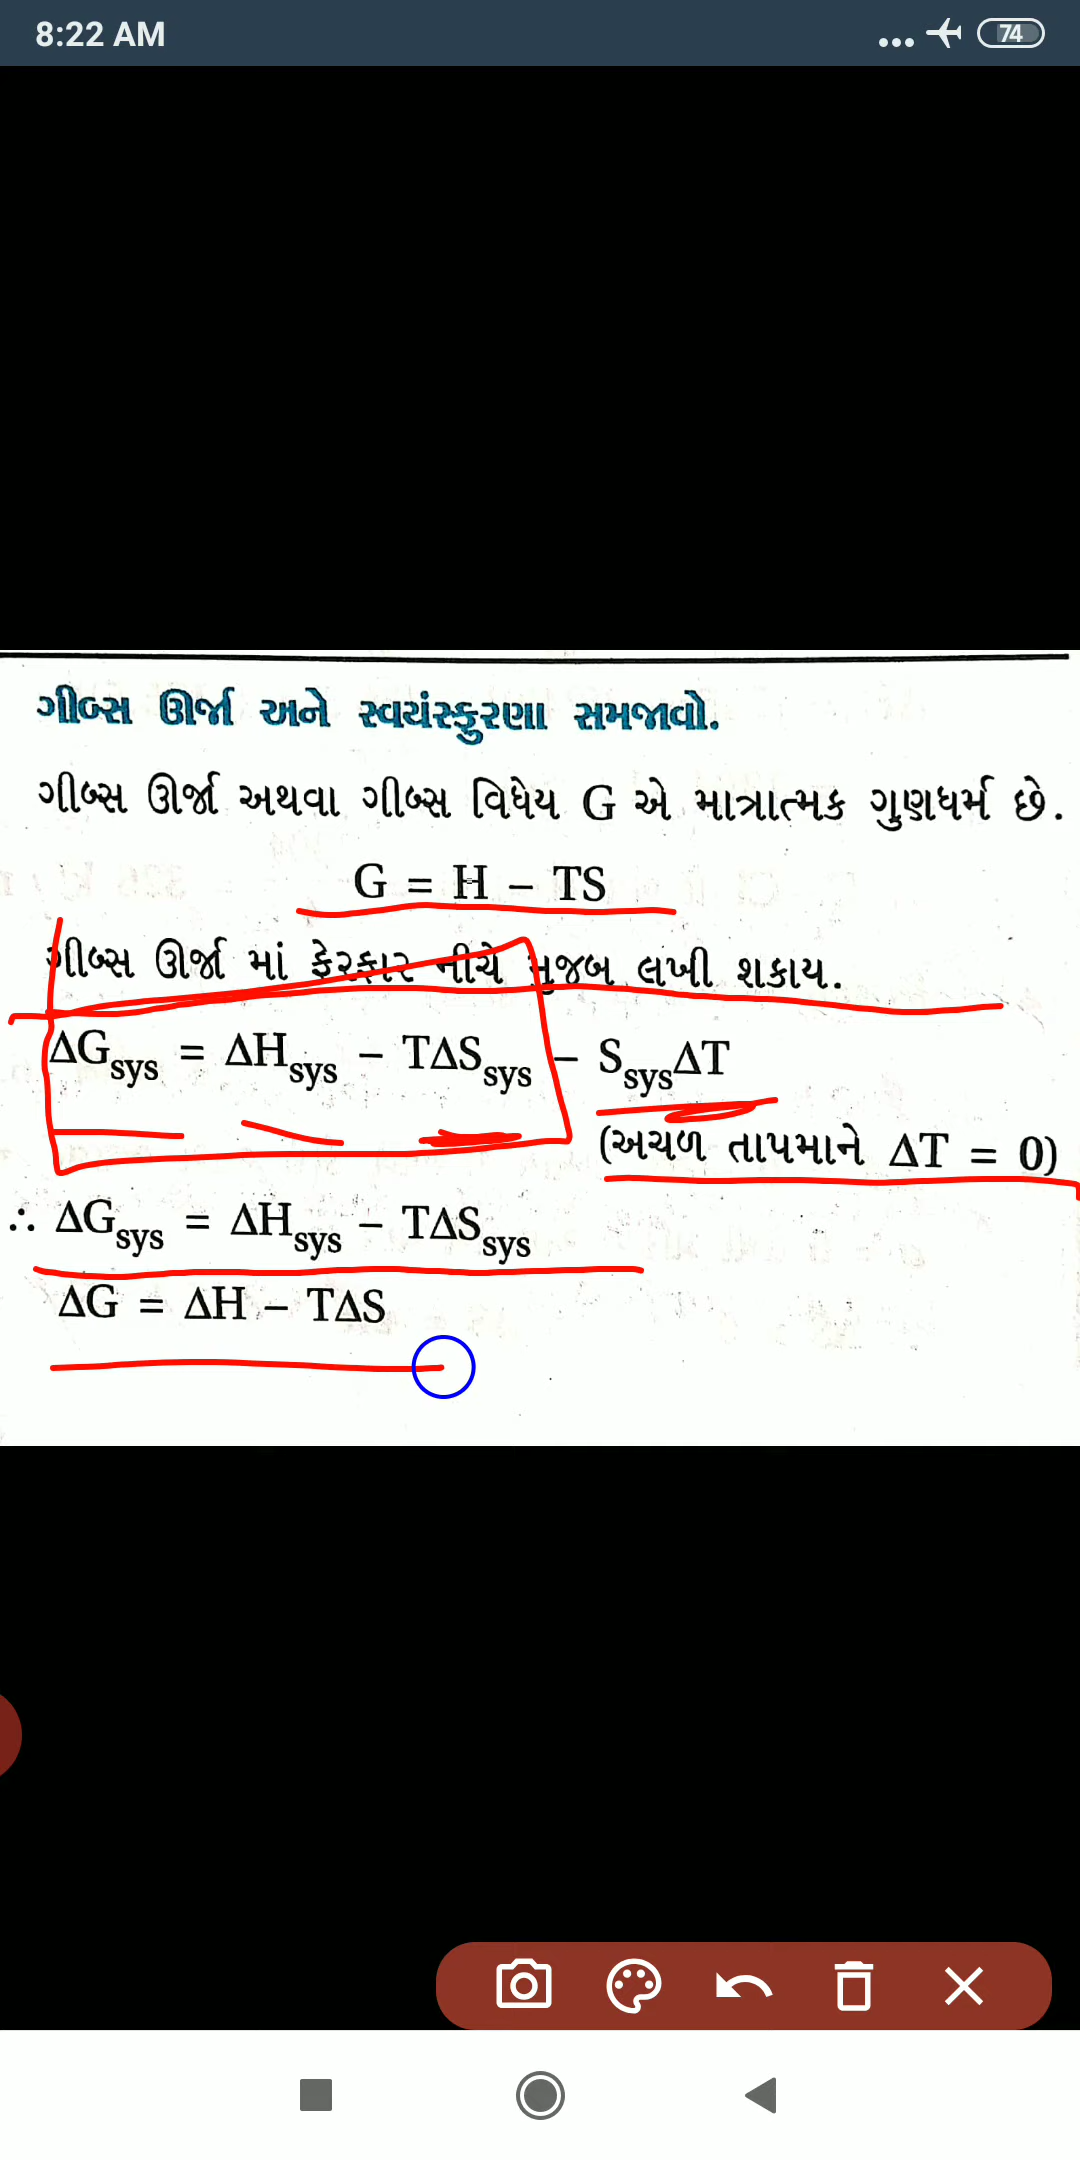 8:22 AM
74
ગીબ્સ ઊર્જા અને સ્વયંસ્ફુરણા સમજાવો.
ગીબ્સ ઊર્જા અથવા ગીબ્સ વિધેય G એ માત્રાત્મક ગુણધર્મ છે.
G = H – TS
ગીબ્સ ઊર્જા માં ફેરફાર નીચે મુજબ લખી શકાય.
ΔGsys = ΔHsys – TΔSsys – SsysΔT
(અચળ તાપમાને ΔT = 0)
∴ ΔGsys = ΔHsys – TΔSsys
ΔG = ΔH – TΔS